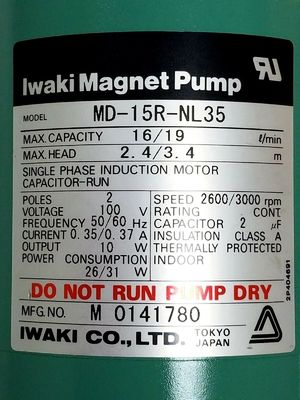 Iwaki Magnet Pump
MODEL MD-15R-NL35
MAX. CAPACITY 16/19 ℓ/min
MAX. HEAD 2.4/3.4 m
SINGLE PHASE INDUCTION MOTOR
CAPACITOR-RUN
POLES 2 SPEED 2600/3000 rpm
VOLTAGE 100 V RATING CONT.
FREQUENCY 50/60 Hz CAPACITOR 2 μF
CURRENT 0.35/0.37 A INSULATION CLASS A
OUTPUT 10 W THERMALLY PROTECTED
POWER CONSUMPTION INDOOR
26/31 W
DO NOT RUN PUMP DRY
MFG. NO. M 0141780
IWAKI CO., LTD. TOKYO JAPAN
2P404691